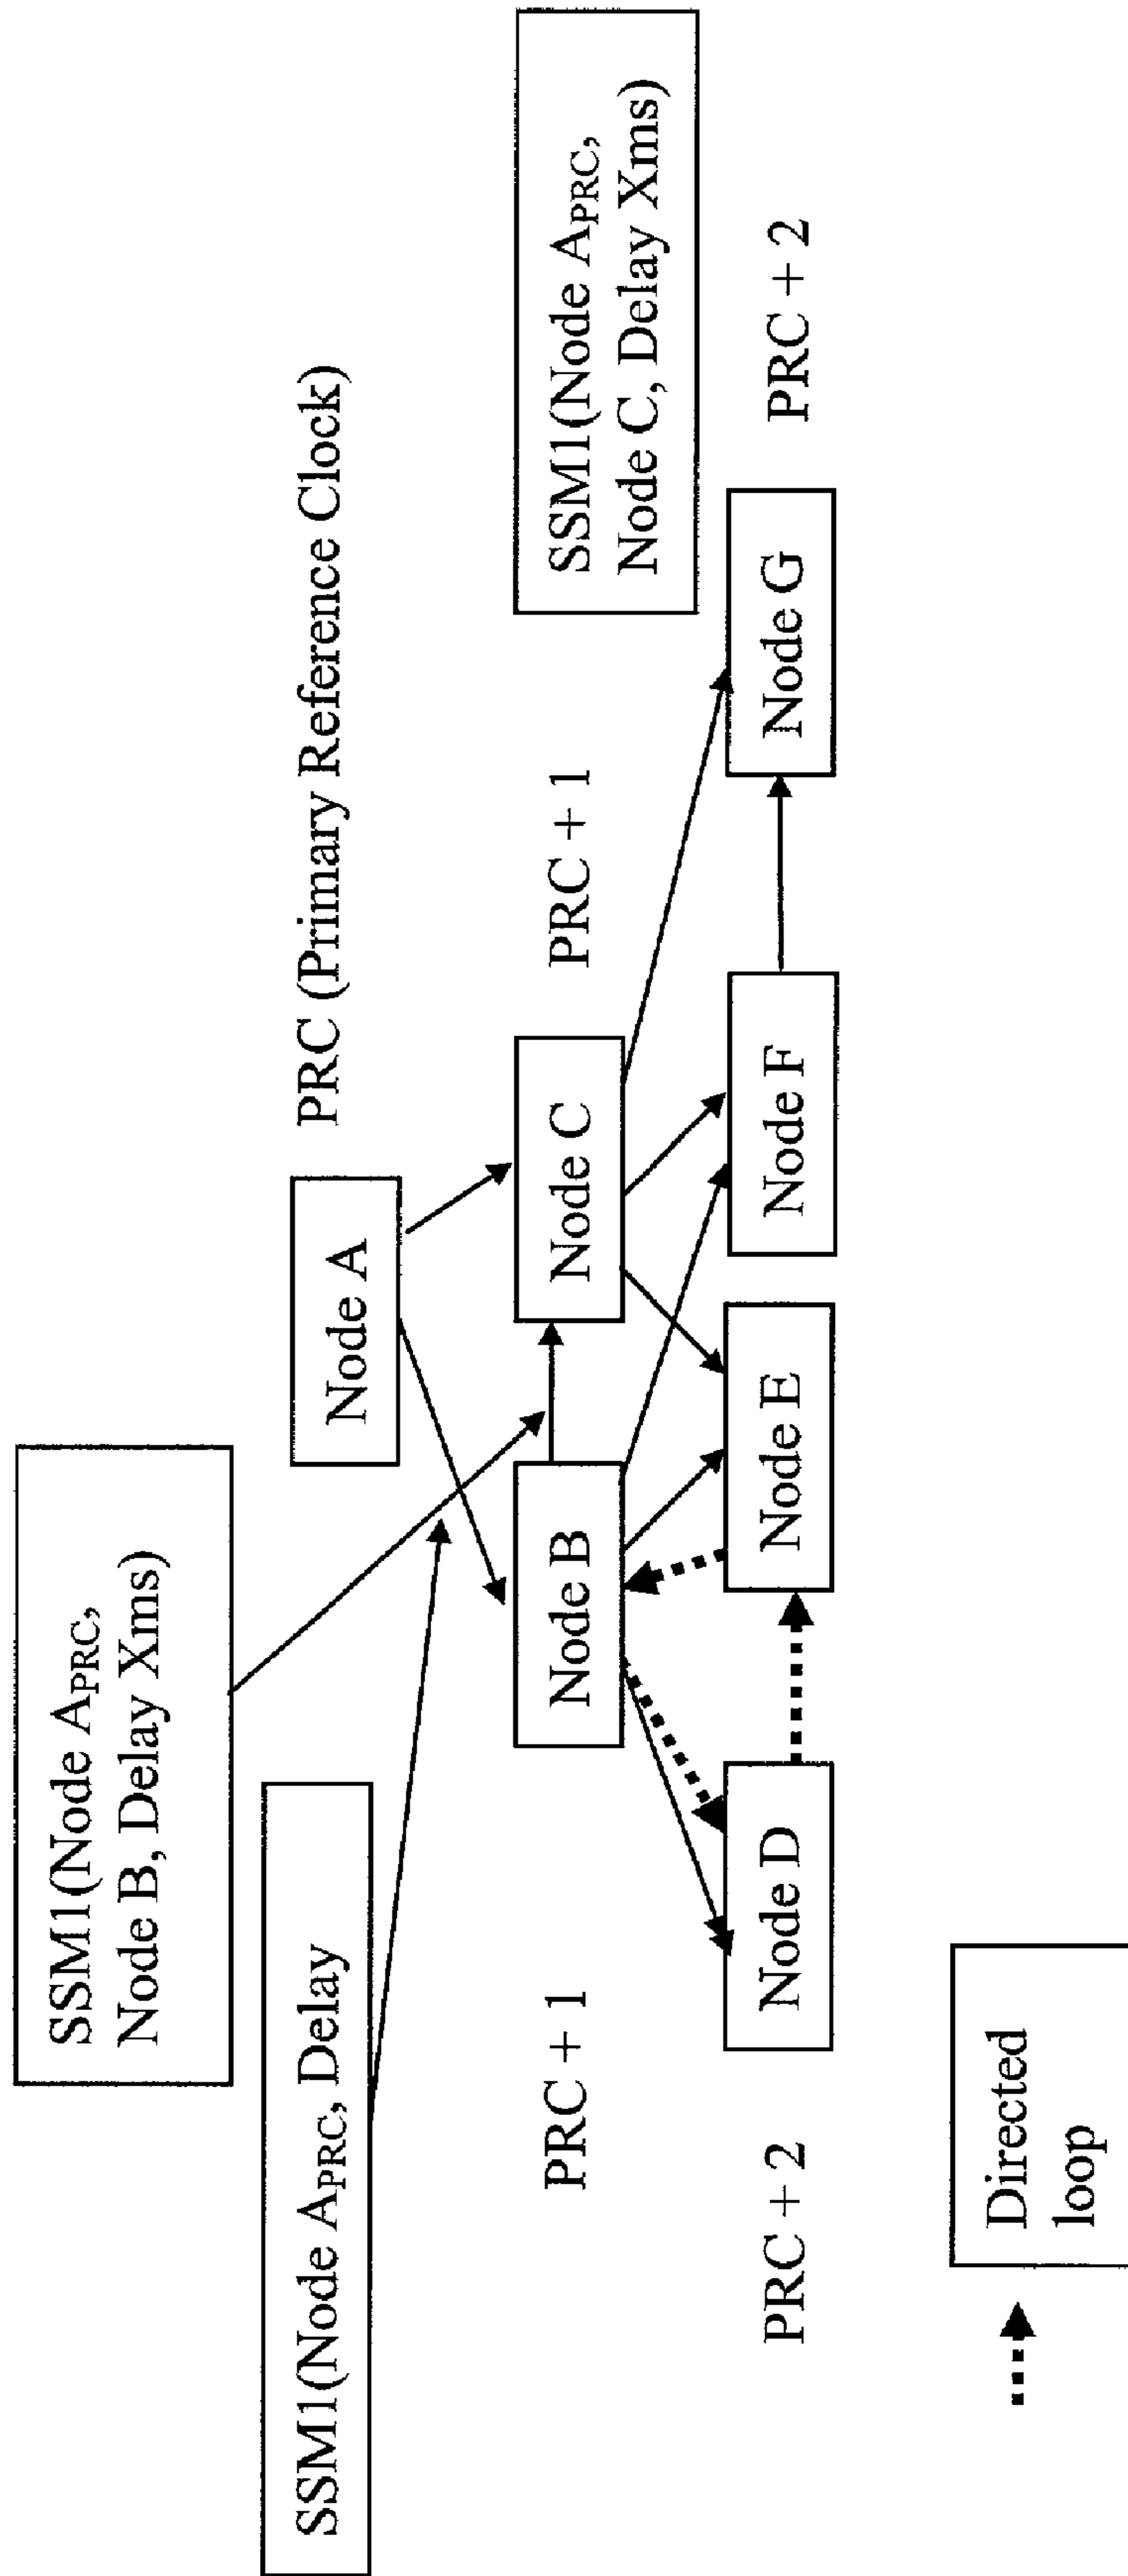 SSM1(Node APRC,
Node B, Delay Xms)
SSM1(Node APRC, Delay
Node A
PRC (Primary Reference Clock)
PRC + 1
Node B
Node C
PRC + 1
SSM1(Node APRC,
Node C, Delay Xms)
PRC + 2
Node D
Node E
Node F
Node G
PRC + 2
Directed
loop